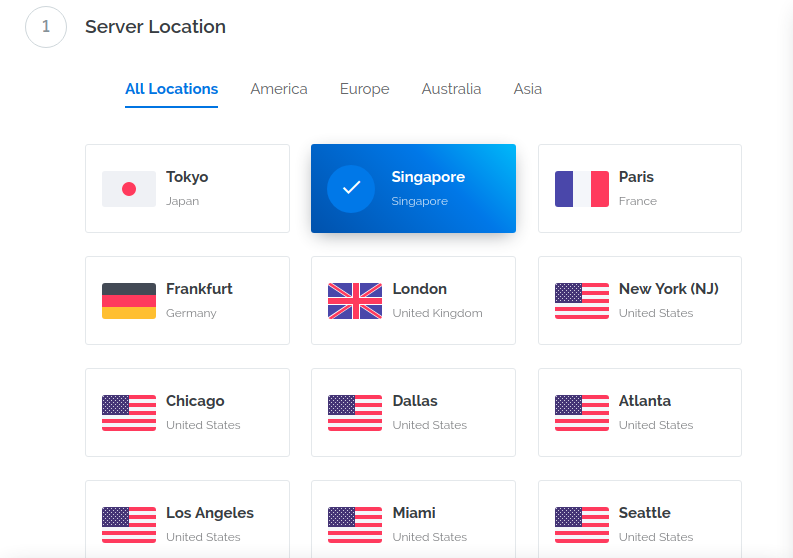 1 Server Location
All Locations America Europe Australia Asia
Tokyo
Japan
Singapore
Singapore
Paris
France
Frankfurt
Germany
London
United Kingdom
New York (NJ)
United States
Chicago
United States
Dallas
United States
Atlanta
United States
Los Angeles
United States
Miami
United States
Seattle
United States